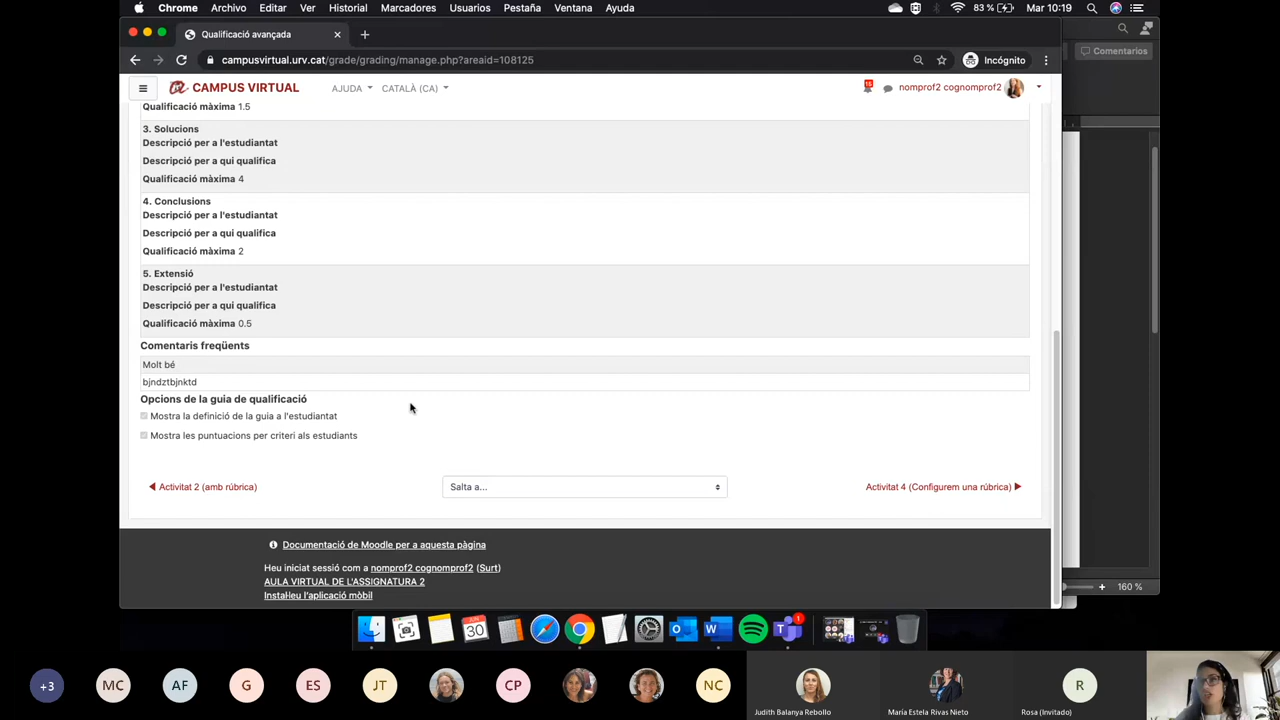 Chrome Archivo Editar Ver Historial Marcadores Usuarios Pestaña Ventana Ayuda 83 % Mar 10:19
Qualificació avançada
campusvirtual.urv.cat/grade/grading/manage.php?areaid=108125 Incógnito
Comentarios
CAMPUS VIRTUAL AJUDA CATALÀ (CA) 15 nomprof2 cognomprof2
Qualificació màxima 1.5
3. Solucions
Descripció per a l'estudiantat
Descripció per a qui qualifica
Qualificació màxima 4
4. Conclusions
Descripció per a l'estudiantat
Descripció per a qui qualifica
Qualificació màxima 2
5. Extensió
Descripció per a l'estudiantat
Descripció per a qui qualifica
Qualificació màxima 0.5
Comentaris freqüents
Molt bé
bjndztbjnktd
Opcions de la guia de qualificació
Mostra la definició de la guia a l'estudiantat
Mostra les puntuacions per criteri als estudiants
Activitat 2 (amb rúbrica) Salta a... Activitat 4 (Configurem una rúbrica)
Documentació de Moodle per a aquesta pàgina
Heu iniciat sessió com a nomprof2 cognomprof2 (Surt)
AULA VIRTUAL DE L'ASSIGNATURA 2
Instal·leu l'aplicació mòbil
160 %
JUN
30
1
+3 MC AF G ES JT CP NC R
Judith Balanya Rebollo María Estela Rivas Nieto Rosa (Invitado)